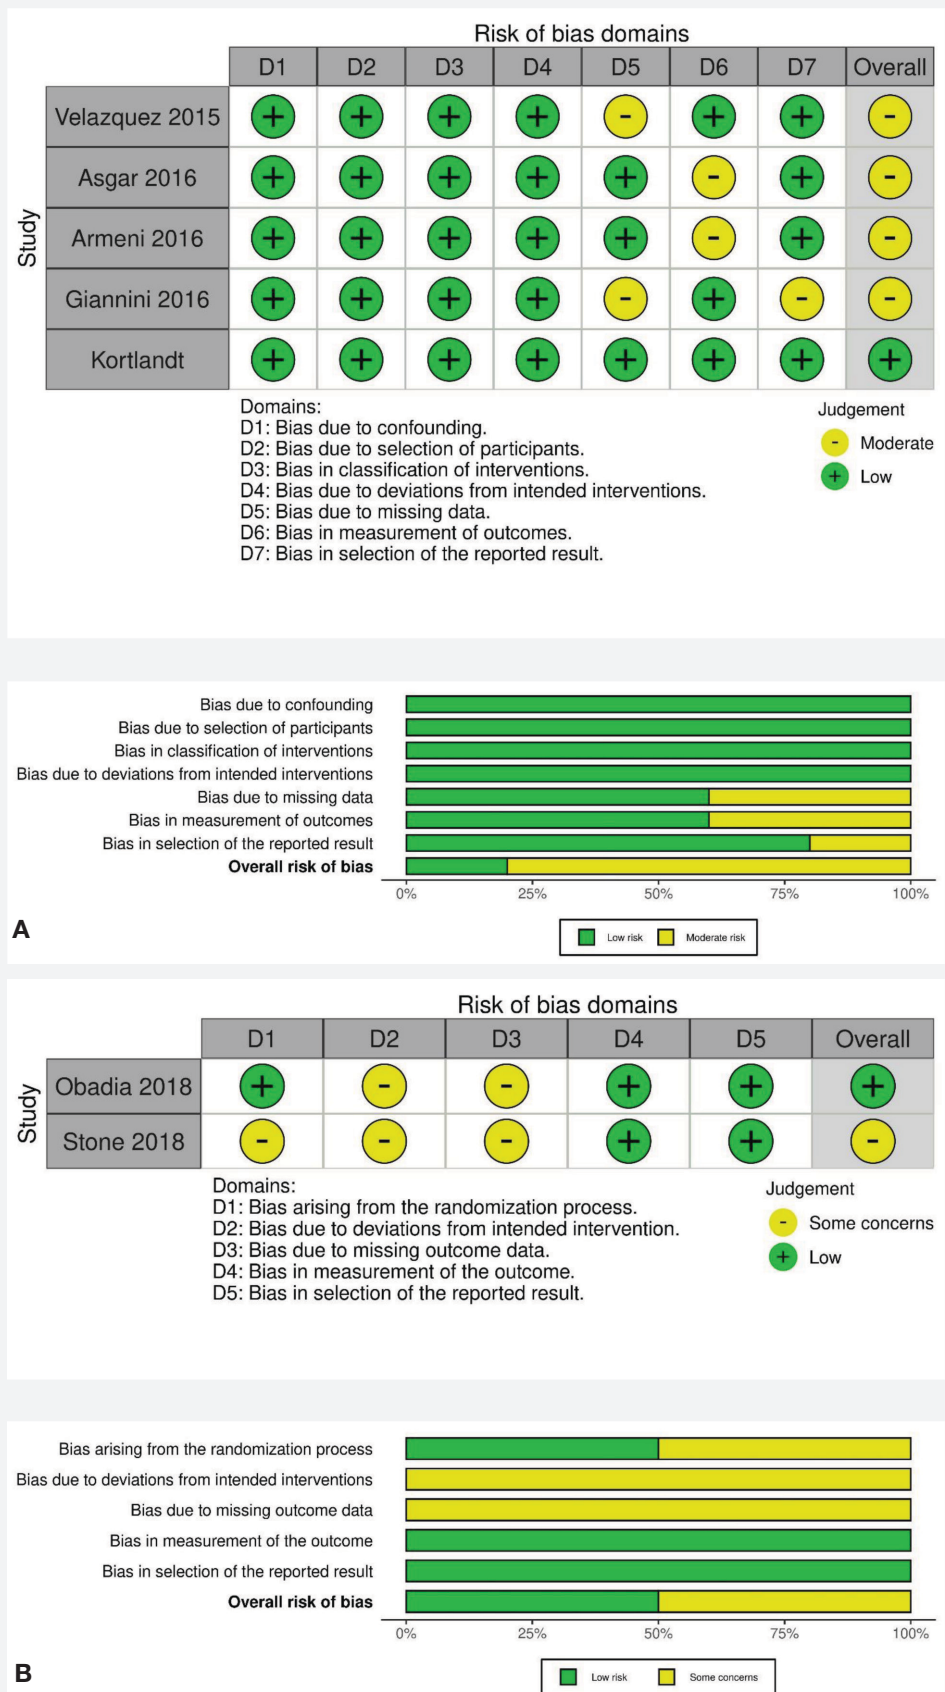 Risk of bias domains
D1 D2 D3 D4 D5 D6 D7 Overall
Study
Velazquez 2015 + + + + - + + -
Asgar 2016 + + + + + - + -
Armeni 2016 + + + + + - + -
Giannini 2016 + + + + - + - -
Kortlandt + + + + + + + +
Domains:
D1: Bias due to confounding.
D2: Bias due to selection of participants.
D3: Bias in classification of interventions.
D4: Bias due to deviations from intended interventions.
D5: Bias due to missing data.
D6: Bias in measurement of outcomes.
D7: Bias in selection of the reported result.
Judgement
- Moderate
+ Low
Bias due to confounding
Bias due to selection of participants
Bias in classification of interventions
Bias due to deviations from intended interventions
Bias due to missing data
Bias in measurement of outcomes
Bias in selection of the reported result
Overall risk of bias
0% 25% 50% 75% 100%
Low risk Moderate risk
A
Risk of bias domains
D1 D2 D3 D4 D5 Overall
Study
Obadia 2018 + - - + + +
Stone 2018 - - - + + -
Domains:
D1: Bias arising from the randomization process.
D2: Bias due to deviations from intended intervention.
D3: Bias due to missing outcome data.
D4: Bias in measurement of the outcome.
D5: Bias in selection of the reported result.
Judgement
- Some concerns
+ Low
Bias arising from the randomization process
Bias due to deviations from intended interventions
Bias due to missing outcome data
Bias in measurement of the outcome
Bias in selection of the reported result
Overall risk of bias
0% 25% 50% 75% 100%
Low risk Some concerns
B